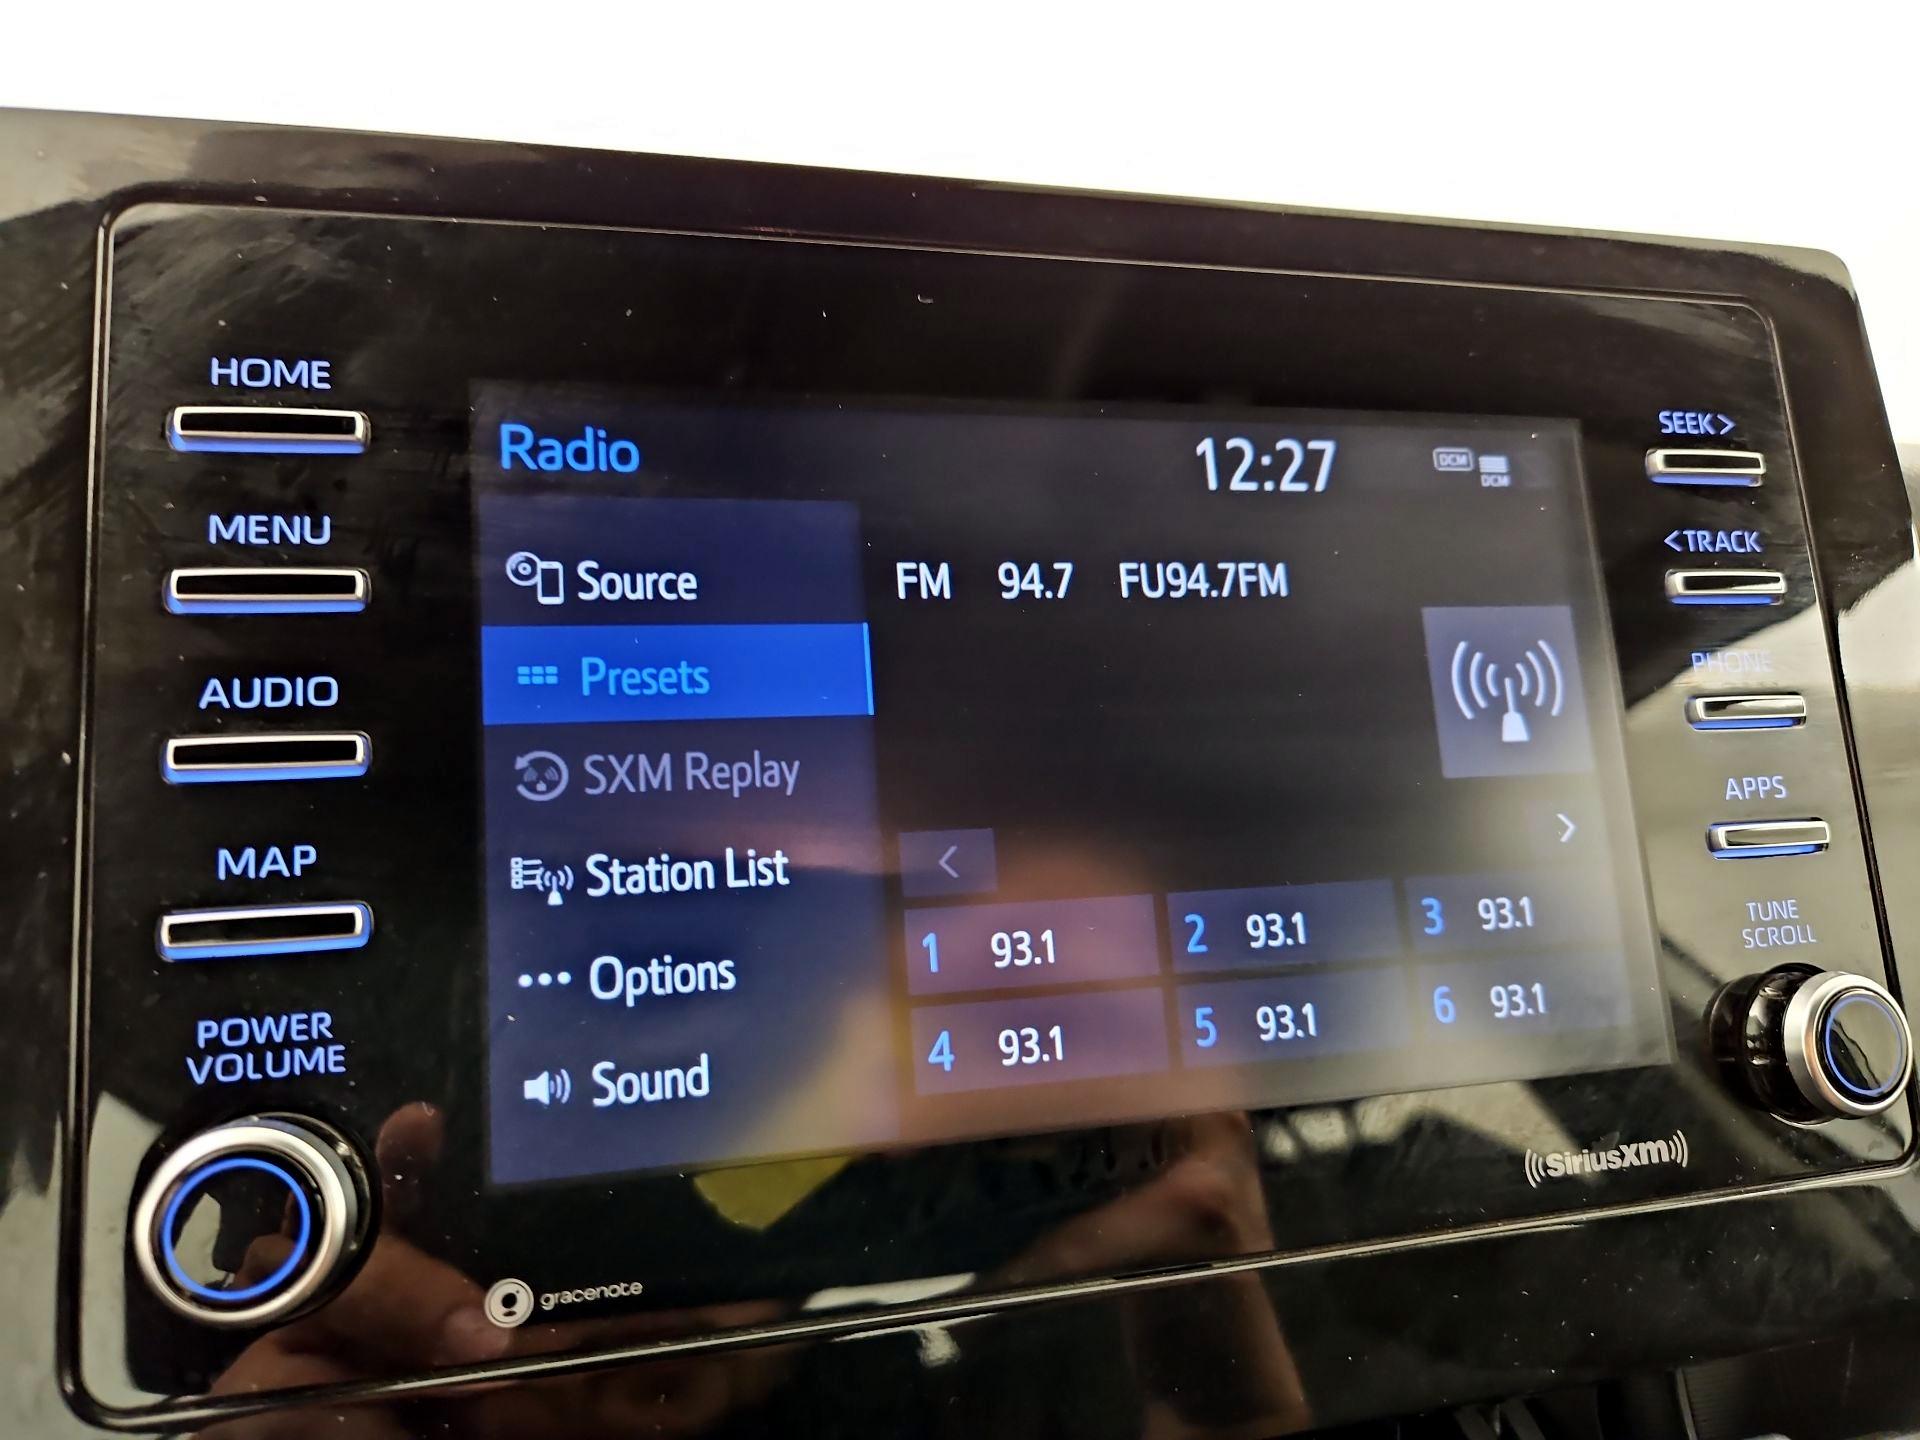 HOME
MENU
AUDIO
MAP
POWER
VOLUME
Radio
12:27
DCM
DCM
Source
Presets
SXM Replay
Station List
Options
Sound
FM 94.7 FU94.7FM
<
>
1 93.1 2 93.1 3 93.1
4 93.1 5 93.1 6 93.1
SEEK>
<TRACK
PHONE
APPS
TUNE
SCROLL
gracenote
((siriusxm))